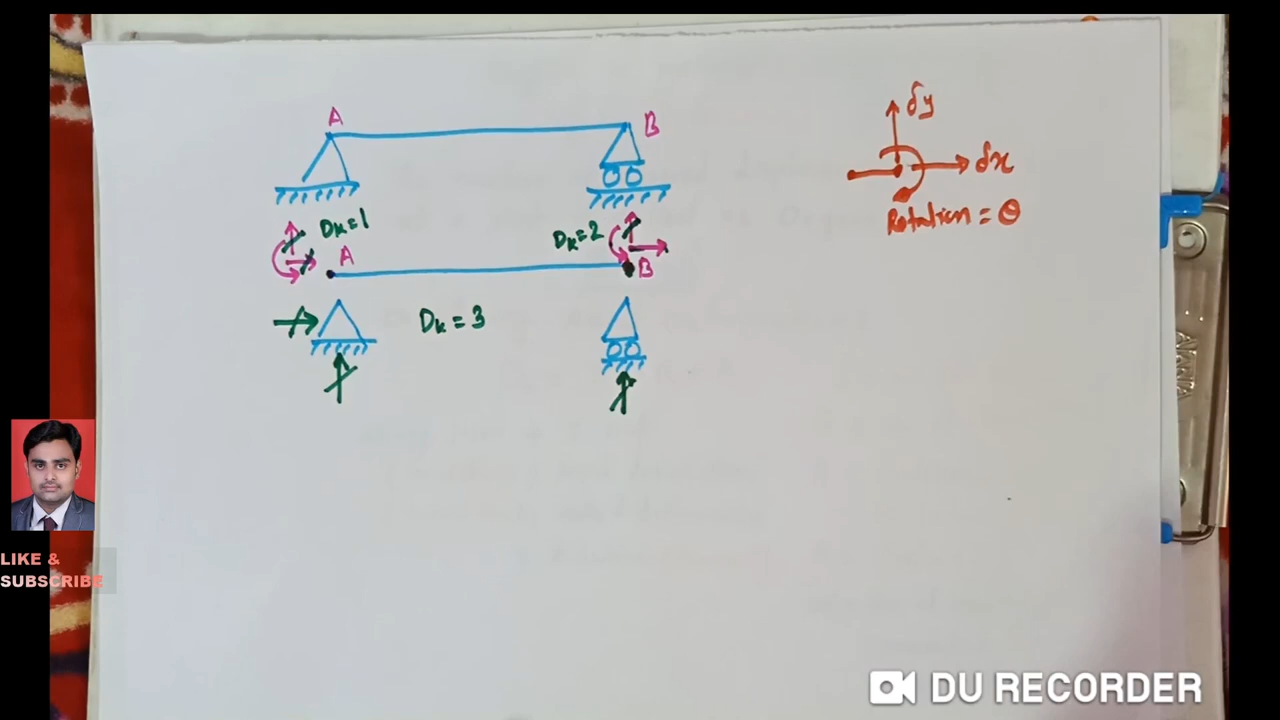 A
B
δy
δx
Rotation = θ
Dk=1
Dk=2
A
B
Dk = 3
LIKE &
SUBSCRIBE
DU RECORDER